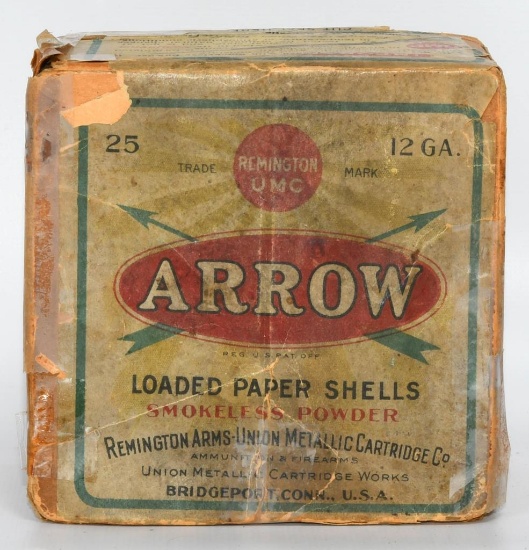 25 12 GA.
TRADE REMINGTON MARK
UMC
ARROW
REG. U.S. PAT. OFF.
LOADED PAPER SHELLS
SMOKELESS POWDER
REMINGTON ARMS-UNION METALLIC CARTRIDGE CO
AMMUNITION & FIREARMS
UNION METALLIC CARTRIDGE WORKS
BRIDGEPORT, CONN., U.S.A.